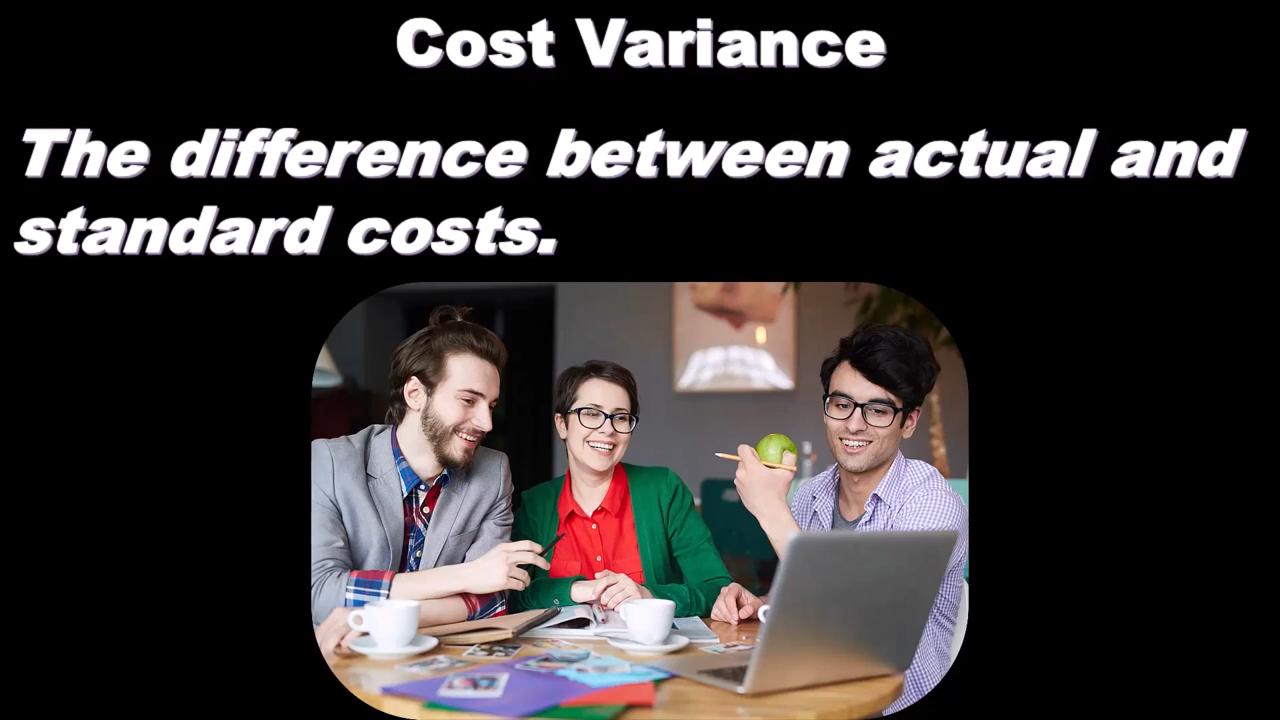 Cost Variance
The difference between actual and
standard costs.